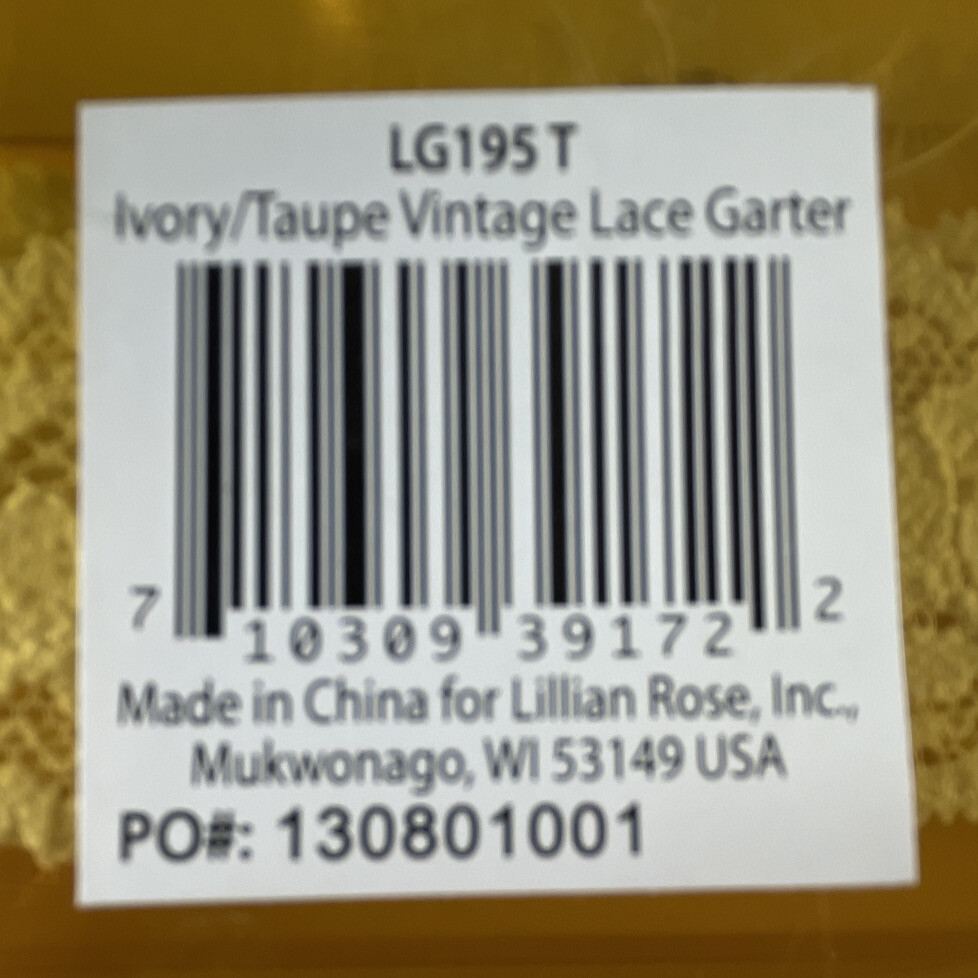 LG195 T
Ivory/Taupe Vintage Lace Garter
7 10309 39172 2
Made in China for Lillian Rose, Inc.,
Mukwonago, WI 53149 USA
PO#: 130801001